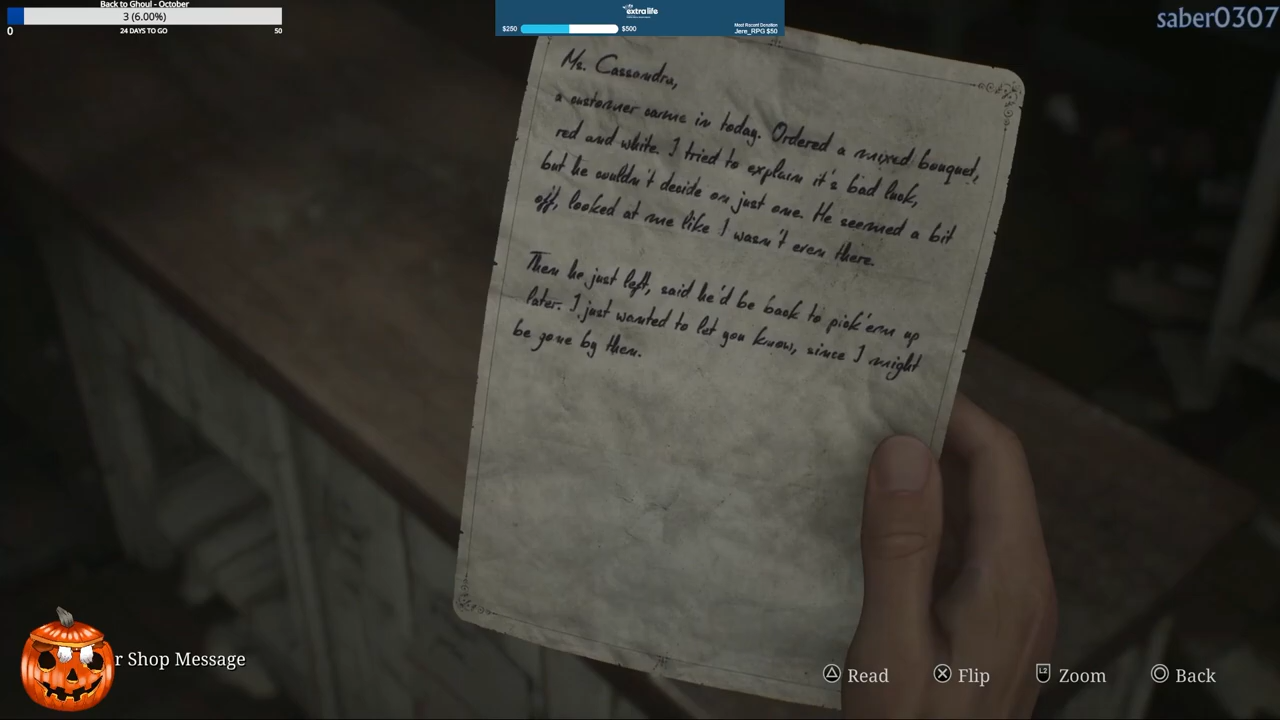 Back to Ghoul - October
3 (6.00%)
0 24 DAYS TO GO 50
extra life
$250 $500
Most Recent Donation
Jere_RPG $50
saber0307
Ms. Cassandra,
a customer came in today. Ordered a mixed bouquet,
red and white. I tried to explain it's bad luck,
but he couldn't decide on just one. He seemed a bit
off, looked at me like I wasn't even there.
Then he just left, said he'd be back to pick'em up
later. I just wanted to let you know, since I might
be gone by then.
r Shop Message
Read Flip L2 Zoom Back